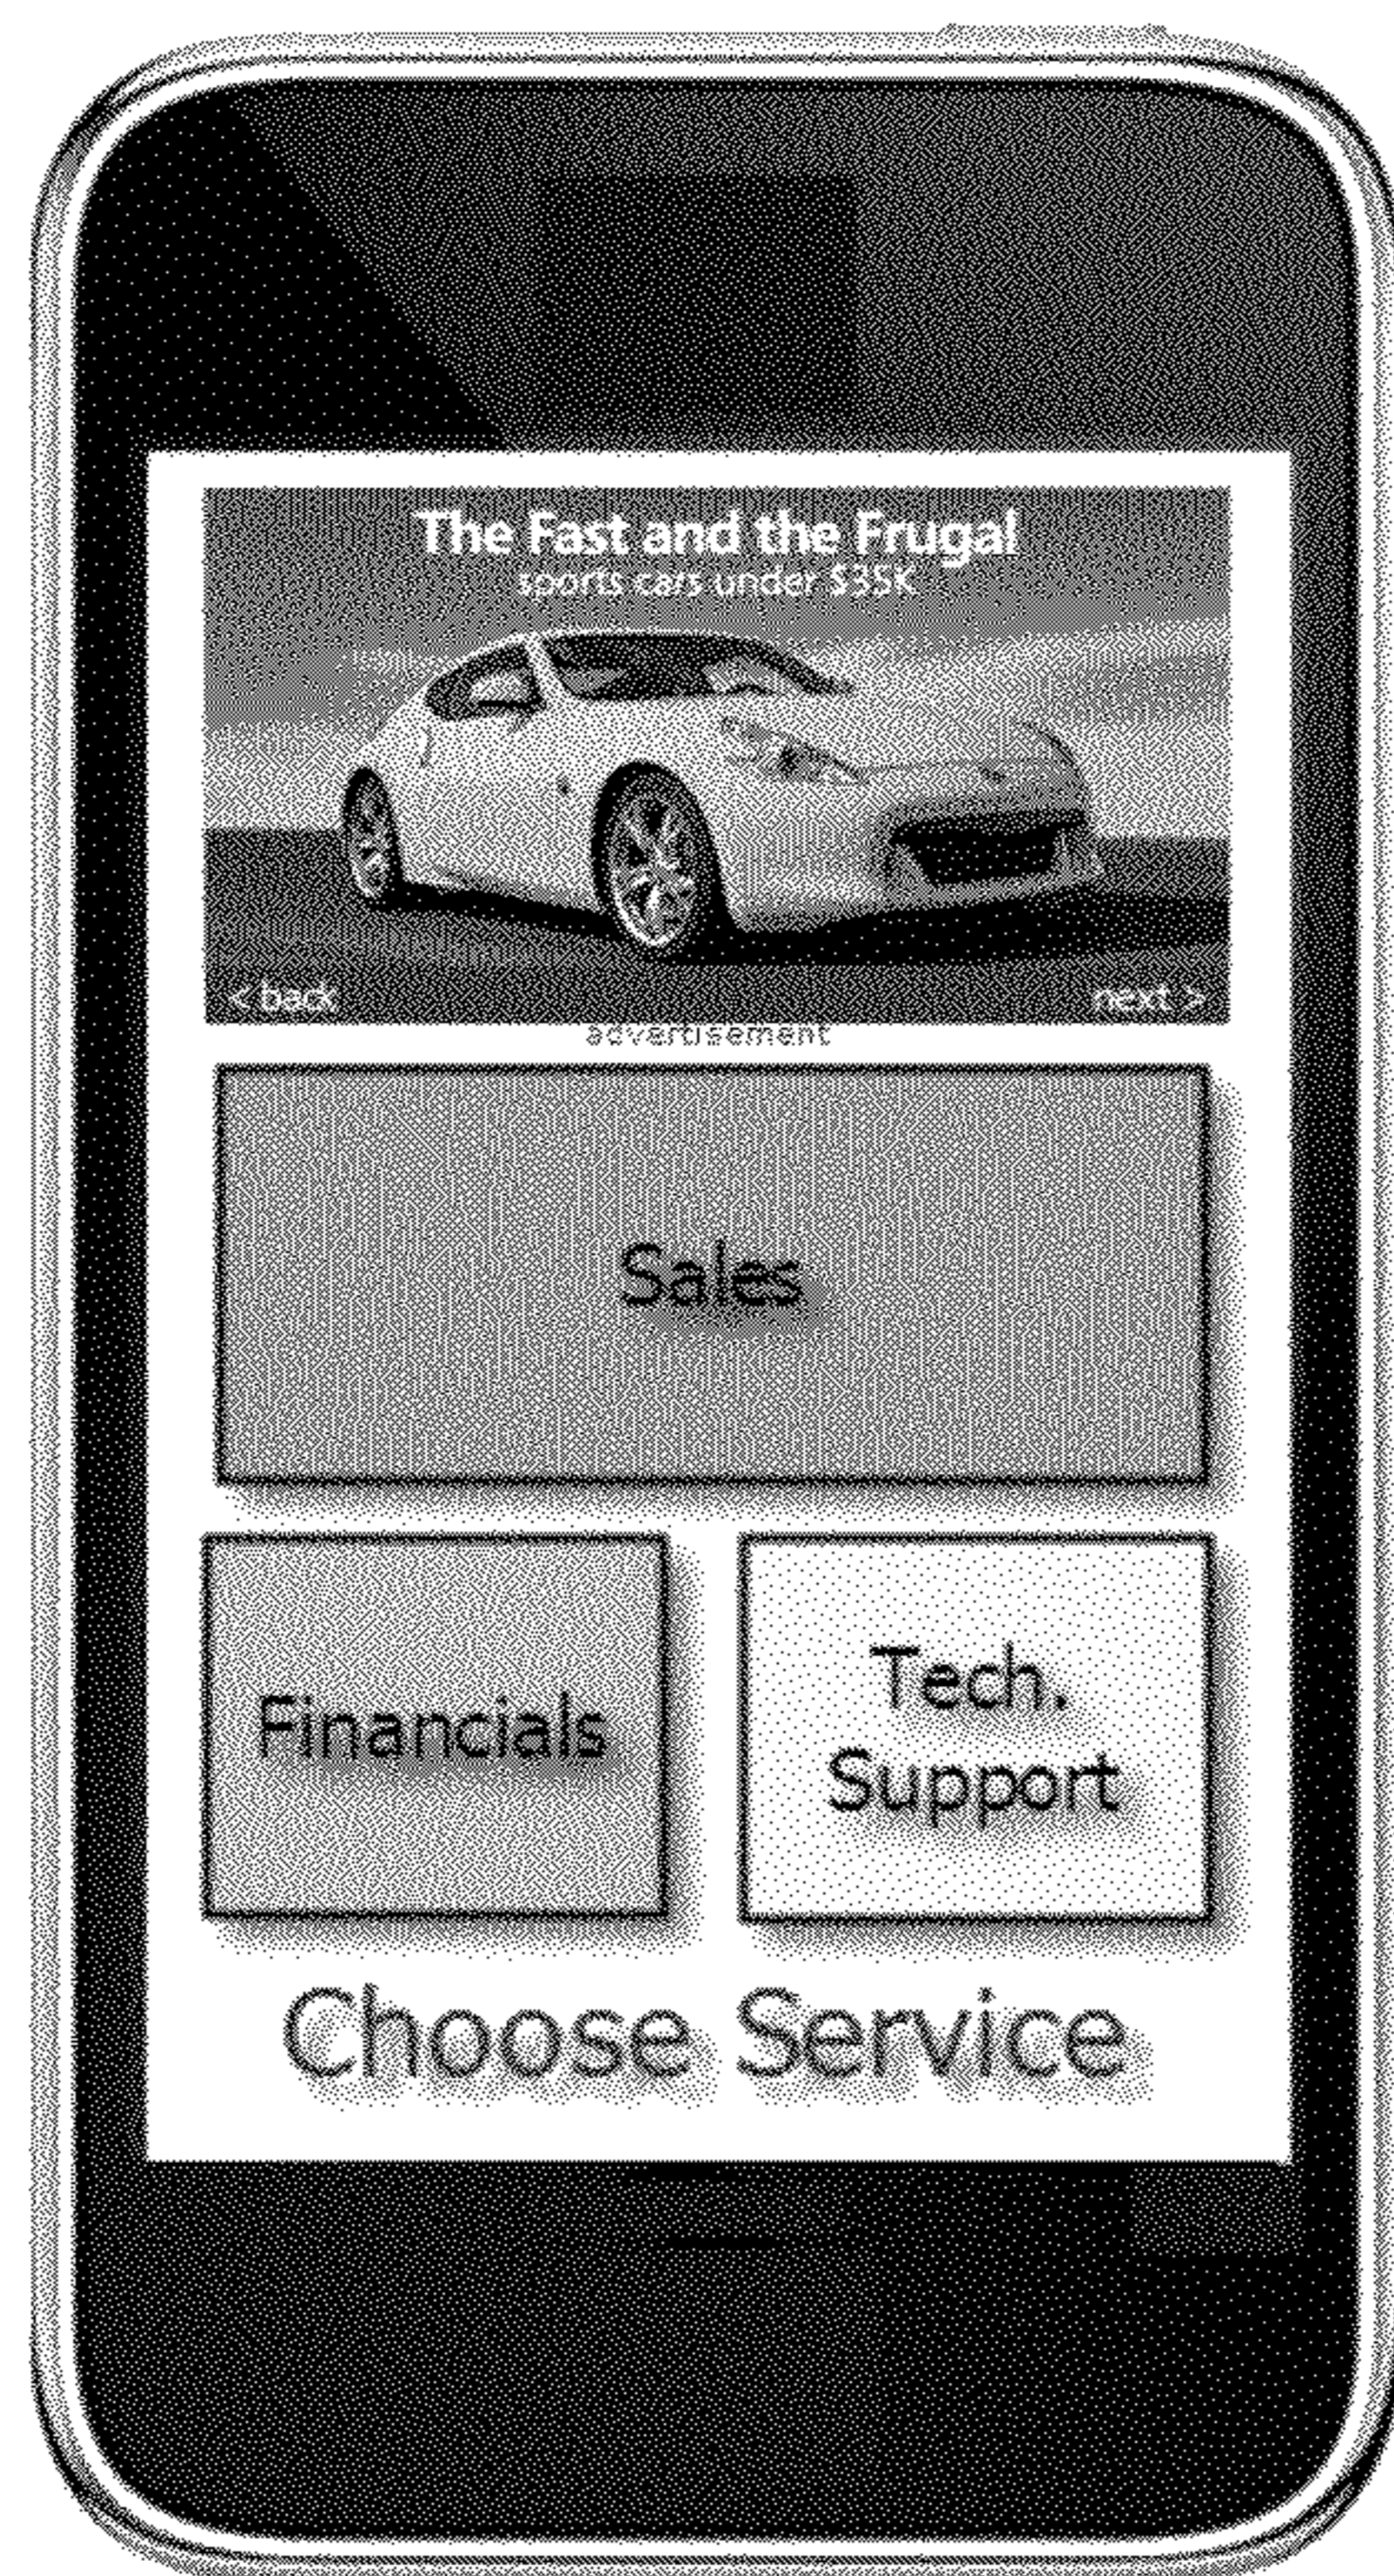 The Fast and the Frugal
sports cars under $35K
< back
next >
advertisement
Sales
Financials
Tech.
Support
Choose Service